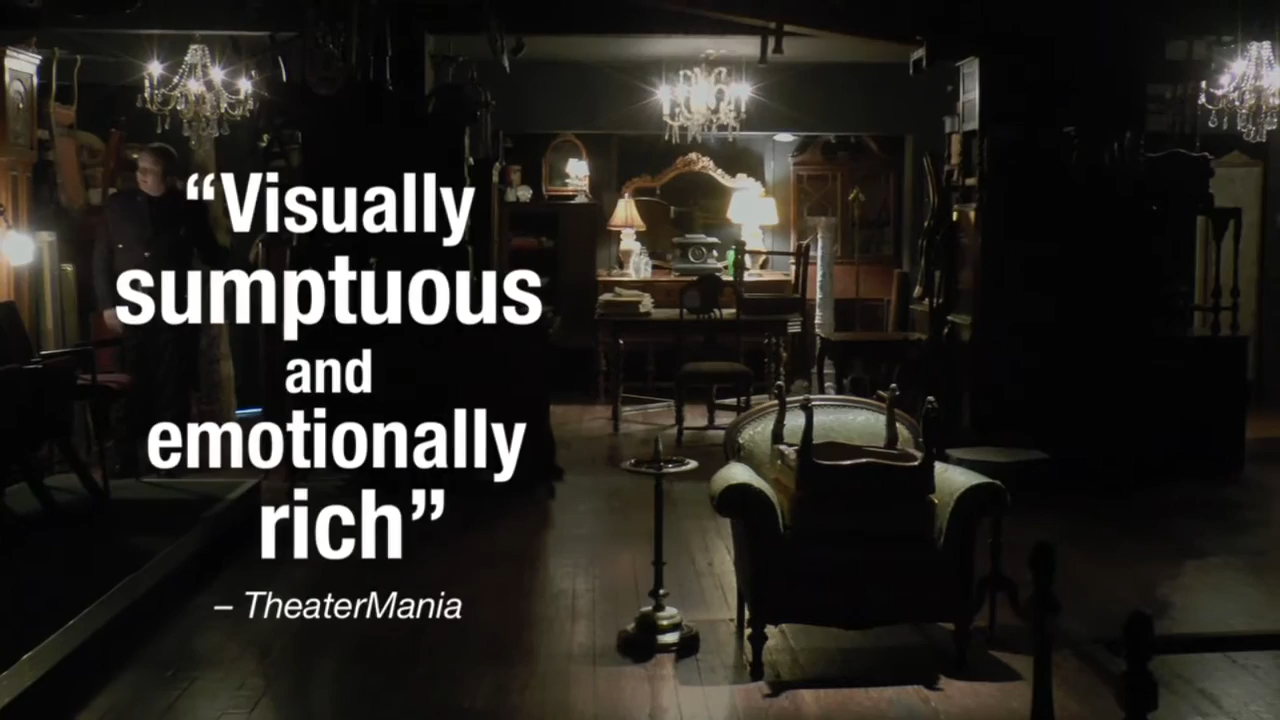 “Visually
sumptuous
and
emotionally
rich”
– TheaterMania